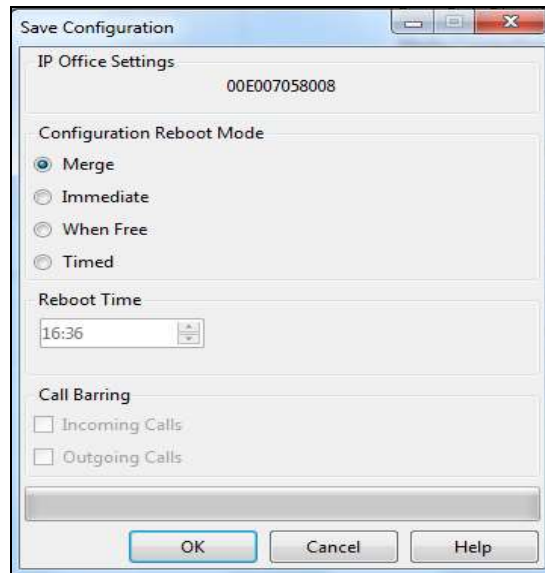 Save Configuration
IP Office Settings
00E007058008
Configuration Reboot Mode
Merge
Immediate
When Free
Timed
Reboot Time
16:36
Call Barring
Incoming Calls
Outgoing Calls
OK Cancel Help